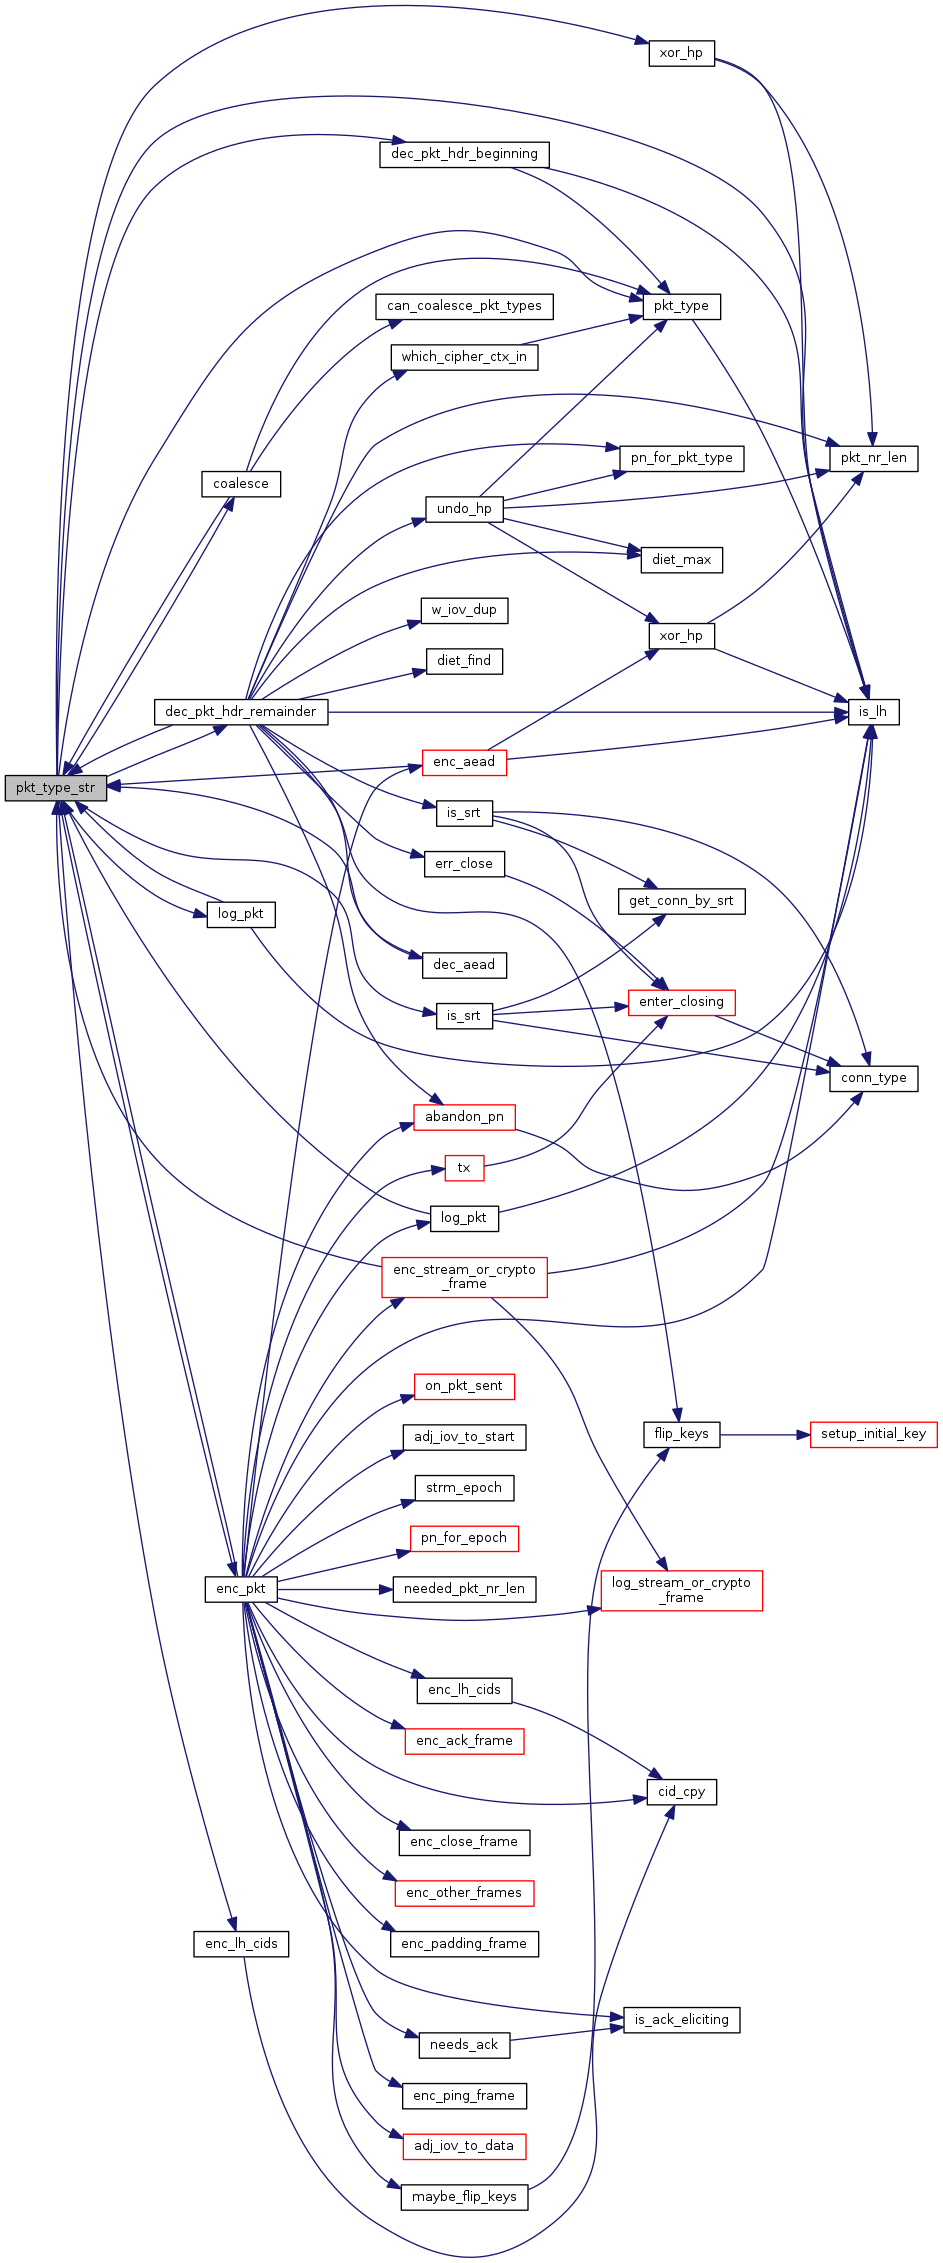 xor_hp
dec_pkt_hdr_beginning
can_coalesce_pkt_types
pkt_type
which_cipher_ctx_in
pn_for_pkt_type
pkt_nr_len
coalesce
undo_hp
diet_max
w_iov_dup
xor_hp
diet_find
dec_pkt_hdr_remainder
is_lh
enc_aead
pkt_type_str
is_srt
err_close
get_conn_by_srt
log_pkt
dec_aead
enter_closing
is_srt
conn_type
abandon_pn
tx
log_pkt
enc_stream_or_crypto
_frame
on_pkt_sent
adj_iov_to_start
flip_keys
setup_initial_key
strm_epoch
pn_for_epoch
enc_pkt
needed_pkt_nr_len
log_stream_or_crypto
_frame
enc_lh_cids
enc_ack_frame
cid_cpy
enc_close_frame
enc_other_frames
enc_lh_cids
enc_padding_frame
is_ack_eliciting
needs_ack
enc_ping_frame
adj_iov_to_data
maybe_flip_keys